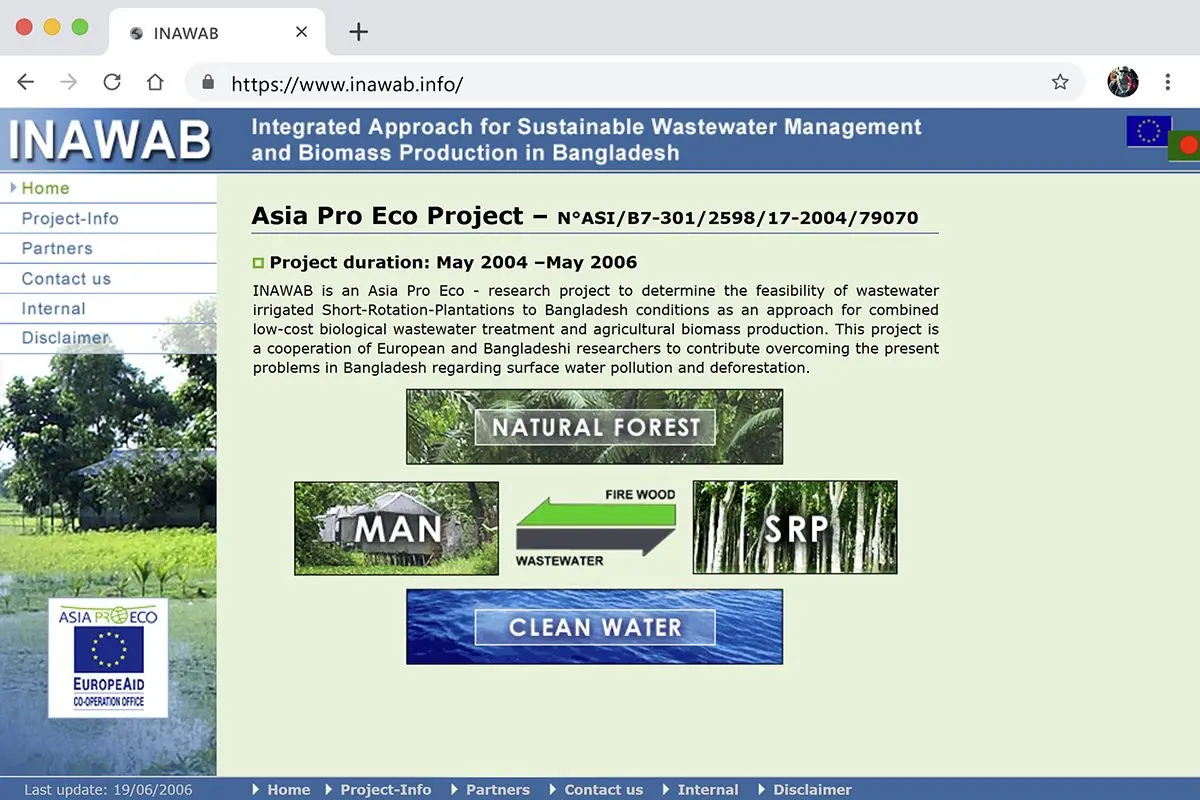 INAWAB
https://www.inawab.info/
INAWAB
Integrated Approach for Sustainable Wastewater Management
and Biomass Production in Bangladesh
Home
Project-Info
Partners
Contact us
Internal
Disclaimer
Asia Pro Eco Project – N°ASI/B7-301/2598/17-2004/79070
Project duration: May 2004 –May 2006
INAWAB is an Asia Pro Eco - research project to determine the feasibility of wastewater
irrigated Short-Rotation-Plantations to Bangladesh conditions as an approach for combined
low-cost biological wastewater treatment and agricultural biomass production. This project is
a cooperation of European and Bangladeshi researchers to contribute overcoming the present
problems in Bangladesh regarding surface water pollution and deforestation.
NATURAL FOREST
MAN
FIRE WOOD
WASTEWATER
SRP
CLEAN WATER
ASIA PRO ECO
EUROPEAID
CO-OPERATION OFFICE
Last update: 19/06/2006
Home Project-Info Partners Contact us Internal Disclaimer